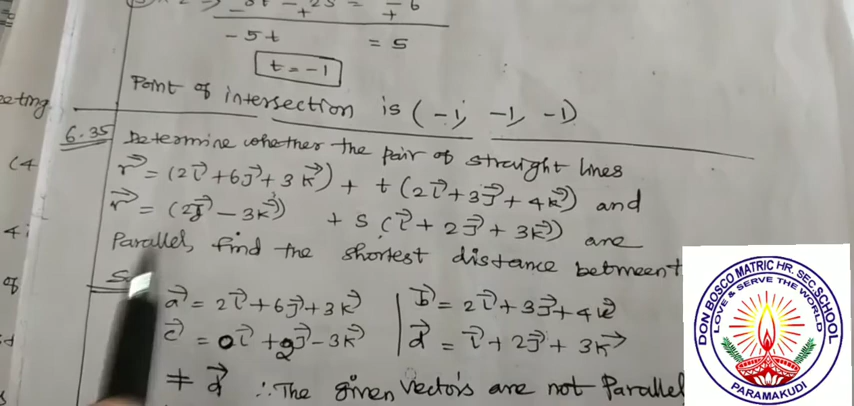 -5t = 5
t = -1
Point of intersection is (-1, -1, -1)
6.35 Determine whether the pair of straight lines
r⃗ = (2i⃗ + 6j⃗ + 3k⃗) + t(2i⃗ + 3j⃗ + 4k⃗) and
r⃗ = (2j⃗ - 3k⃗) + s(i⃗ + 2j⃗ + 3k⃗) are
Parallel, find the shortest distance between
a⃗ = 2i⃗ + 6j⃗ + 3k⃗ | b⃗ = 2i⃗ + 3j⃗ + 4k⃗
c⃗ = 0i⃗ + 2j⃗ - 3k⃗ | d⃗ = i⃗ + 2j⃗ + 3k⃗
≠ d⃗ ∴ The given vectors are not Parallel
DON BOSCO MATRIC HR. SEC. SCHOOL
LOVE & SERVE THE WORLD
PARAMAKUDI